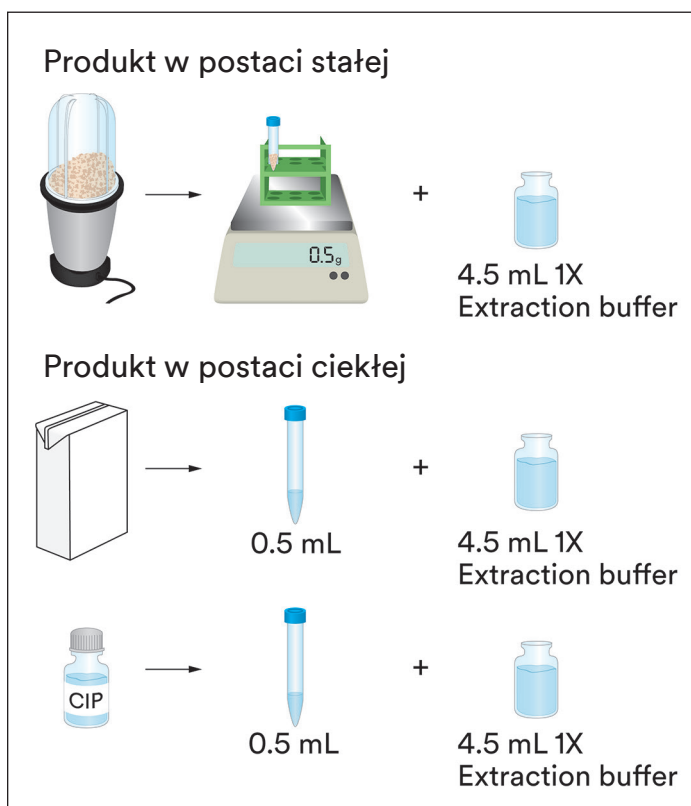 Produkt w postaci stałej
0.5g
+
4.5 mL 1X
Extraction buffer
Produkt w postaci ciekłej
+
0.5 mL
4.5 mL 1X
Extraction buffer
CIP
+
0.5 mL
4.5 mL 1X
Extraction buffer